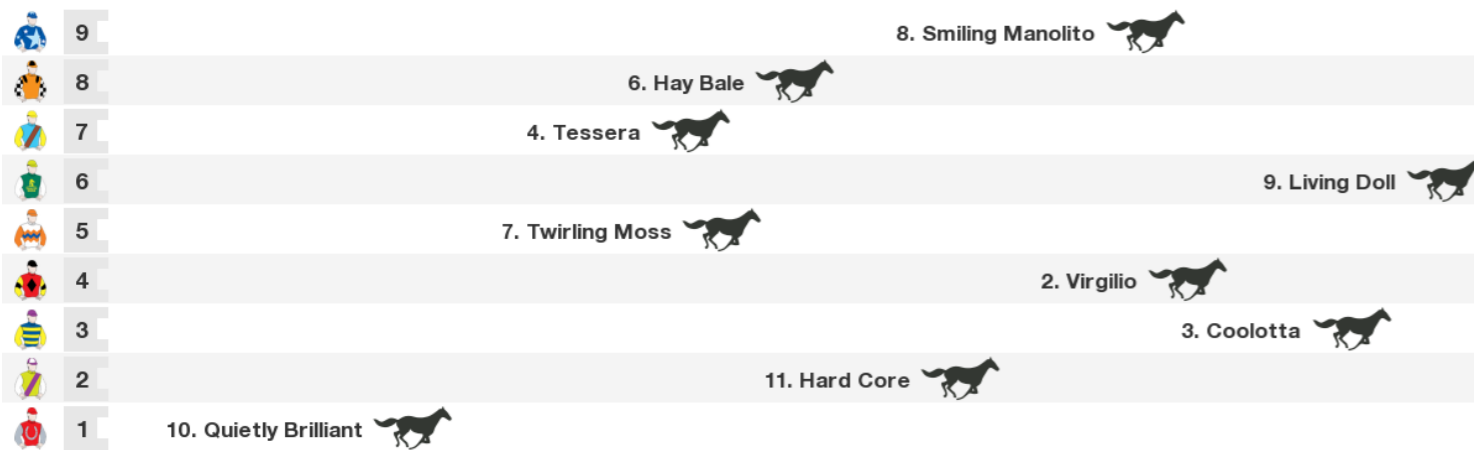 9 8. Smiling Manolito
8 6. Hay Bale
7 4. Tessera
6 9. Living Doll
5 7. Twirling Moss
4 2. Virgilio
3 3. Coolotta
2 11. Hard Core
1 10. Quietly Brilliant